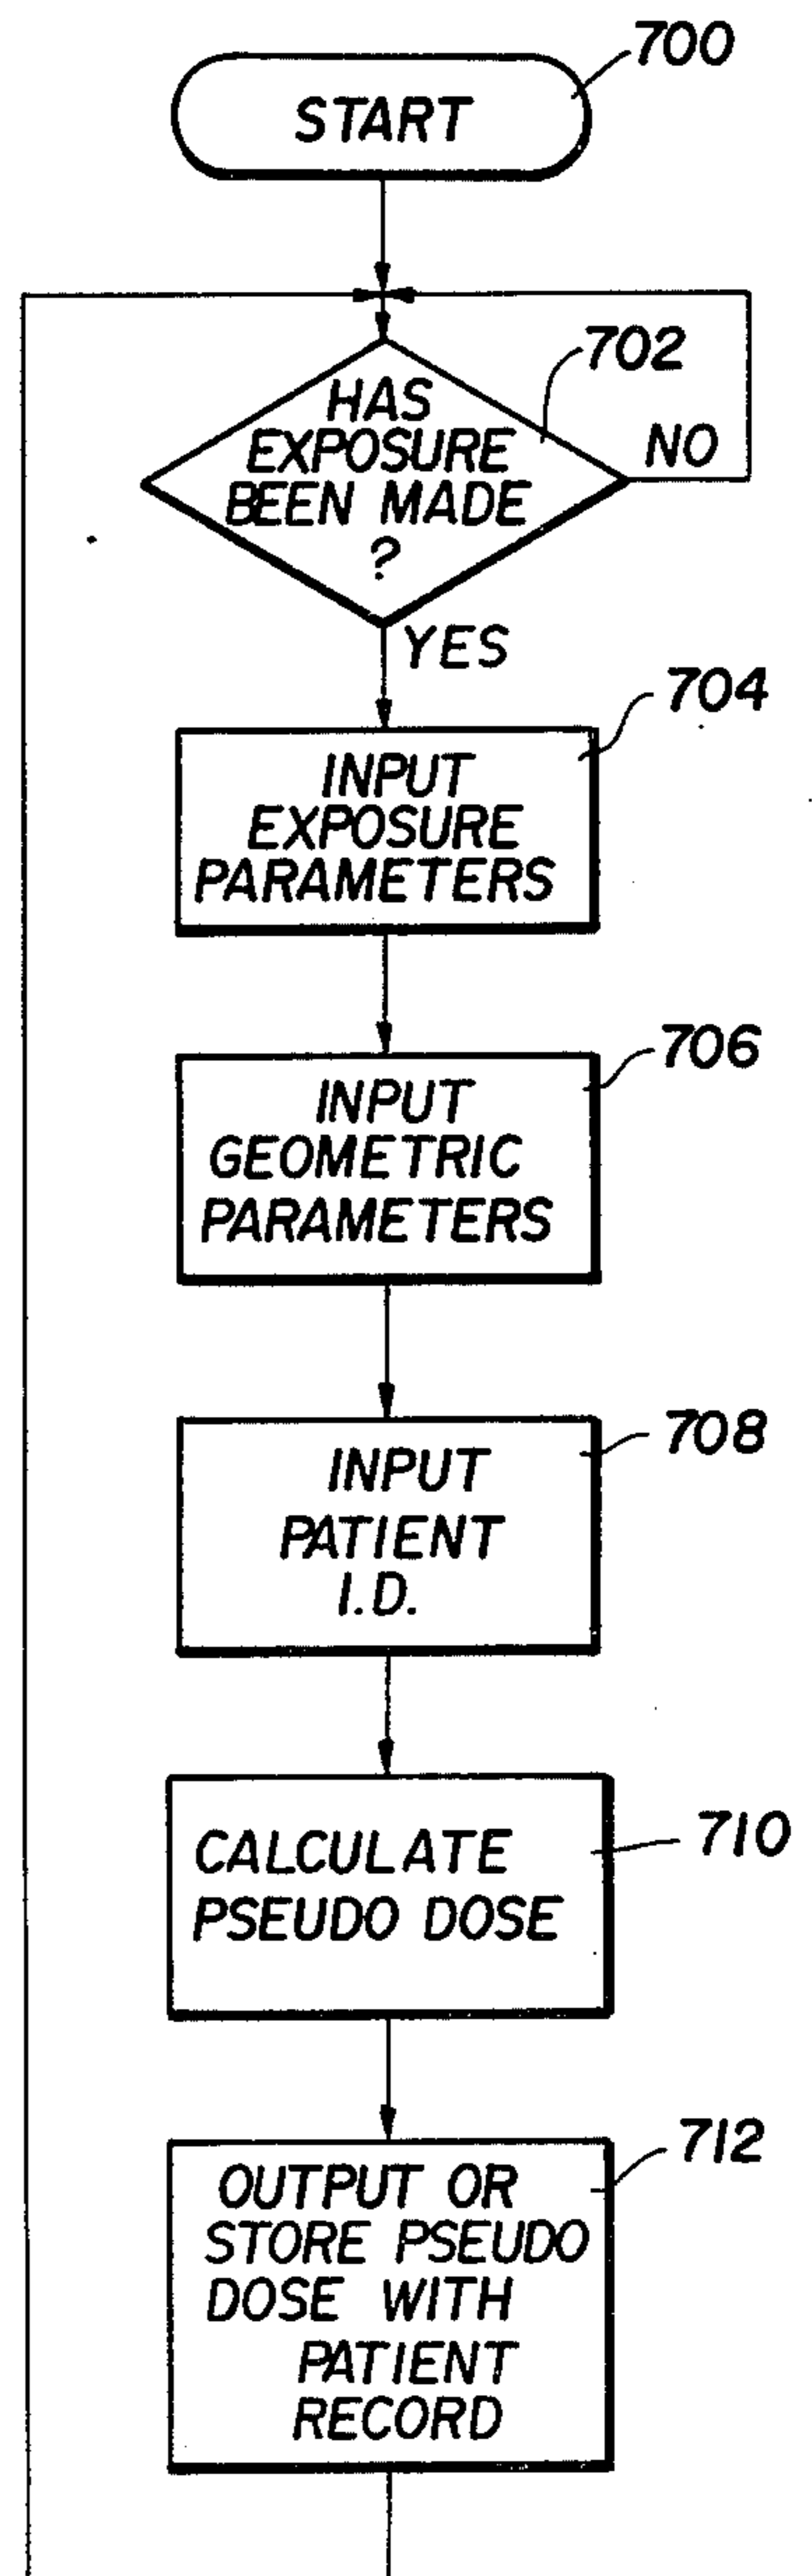 700
START
702
HAS
EXPOSURE
BEEN MADE
?
NO
YES
704
INPUT
EXPOSURE
PARAMETERS
706
INPUT
GEOMETRIC
PARAMETERS
708
INPUT
PATIENT
I.D.
710
CALCULATE
PSEUDO DOSE
712
OUTPUT OR
STORE PSEUDO
DOSE WITH
PATIENT
RECORD